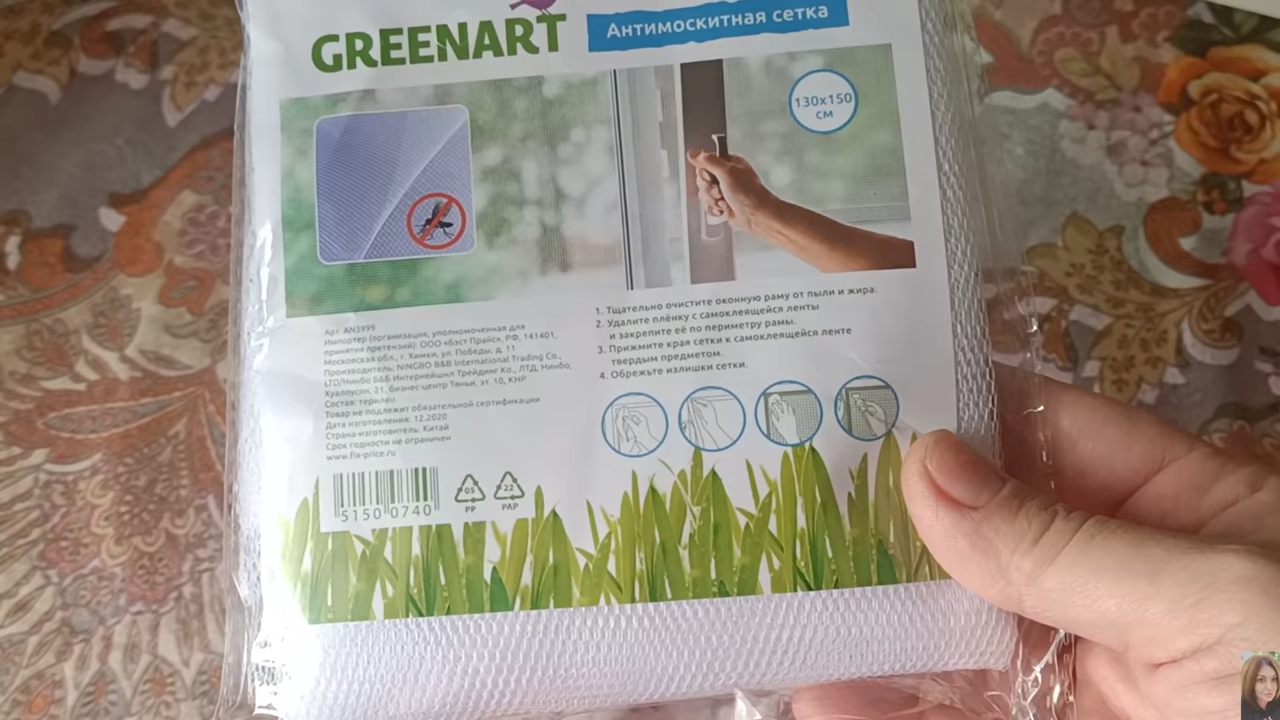 GREENART
Антимоскитная сетка
130х150
см
Арт. AN3999
Импортер (организация, уполномоченная для
принятия претензий): ООО «Бэст Прайс», РФ, 141401,
Московская обл., г. Химки, ул. Победы, д. 11
Производитель: NINGBO B&B International Trading Co.,
LTD/Нинбо Б&Б Интернейшнл Трейдинг Ко., ЛТД, Нинбо,
Хуалоусян, 21, бизнес-центр Тяньи, эт. 10, КНР
Состав: терилен
Товар не подлежит обязательной сертификации
Дата изготовления: 12.2020
Страна-изготовитель: Китай
Срок годности не ограничен
www.fix-price.ru
5150 0740
05
PP
22
PAP
1. Тщательно очистите оконную раму от пыли и жира.
2. Удалите плёнку с самоклеящейся ленты
и закрепите её по периметру рамы.
3. Прижмите края сетки к самоклеящейся ленте
твердым предметом.
4. Обрежьте излишки сетки.